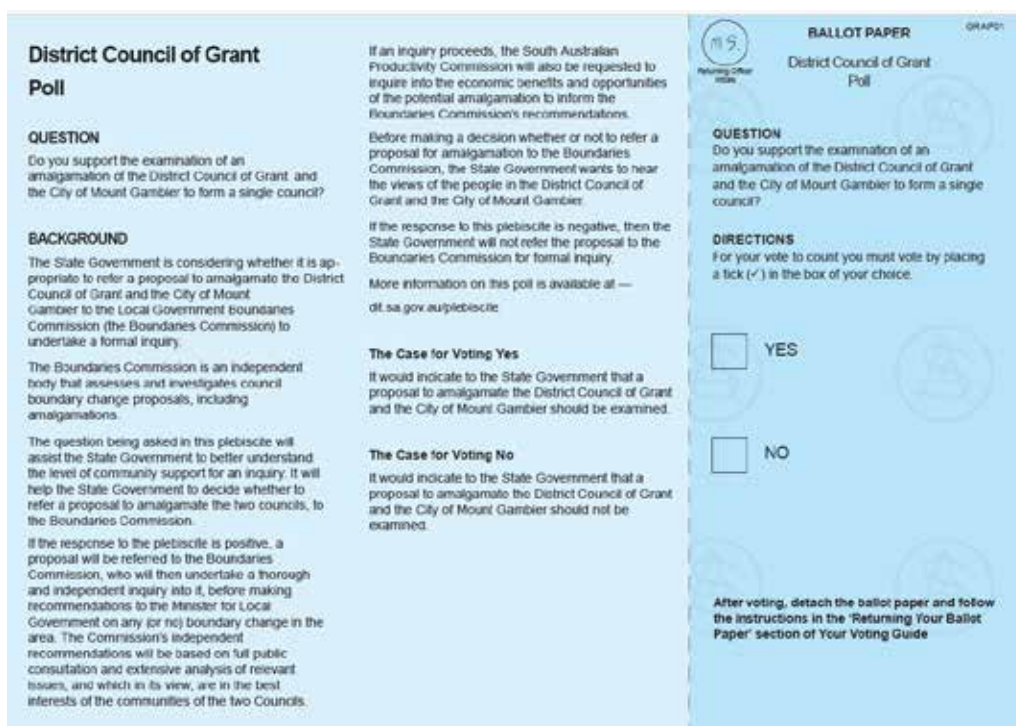 District Council of Grant
Poll
QUESTION
Do you support the examination of an
amalgamation of the District Council of Grant and
the City of Mount Gambier to form a single council?
BACKGROUND
The State Government is considering whether it is ap-
propriate to refer a proposal to amalgamate the District
Council of Grant and the City of Mount
Gambier to the Local Government Boundaries
Commission (the Boundaries Commission) to
undertake a formal inquiry.
The Boundaries Commission is an independent
body that assesses and investigates council
boundary change proposals, including
amalgamations.
The question being asked in this plebiscite will
assist the State Government to better understand
the level of community support for an inquiry. It will
help the State Government to decide whether to
refer a proposal to amalgamate the two councils, to
the Boundaries Commission.
If the response to the plebiscite is positive, a
proposal will be referred to the Boundaries
Commission, who will then undertake a thorough
and independent inquiry into it, before making
recommendations to the Minister for Local
Government on any (or no) boundary change in the
area. The Commission's independent
recommendations will be based on full public
consultation and extensive analysis of relevant
issues, and which in its view, are in the best
interests of the communities of the two Councils.
If an inquiry proceeds, the South Australian
Productivity Commission will also be requested to
inquire into the economic benefits and opportunities
of the potential amalgamation to inform the
Boundaries Commission's recommendations.
Before making a decision whether or not to refer a
proposal for amalgamation to the Boundaries
Commission, the State Government wants to hear
the views of the people in the District Council of
Grant and the City of Mount Gambier.
If the response to this plebiscite is negative, then the
State Government will not refer the proposal to the
Boundaries Commission for formal inquiry.
More information on this poll is available at —
dit.sa.gov.au/plebiscite
The Case for Voting Yes
It would indicate to the State Government that a
proposal to amalgamate the District Council of Grant
and the City of Mount Gambier should be examined.
The Case for Voting No
It would indicate to the State Government that a
proposal to amalgamate the District Council of Grant
and the City of Mount Gambier should not be
examined.
M S.
Returning Officer
Initials
BALLOT PAPER
GRAP01
District Council of Grant
Poll
QUESTION
Do you support the examination of an
amalgamation of the District Council of Grant
and the City of Mount Gambier to form a single
council?
DIRECTIONS
For your vote to count you must vote by placing
a tick (✓) in the box of your choice.
YES
NO
After voting, detach the ballot paper and follow
the instructions in the 'Returning Your Ballot
Paper' section of Your Voting Guide